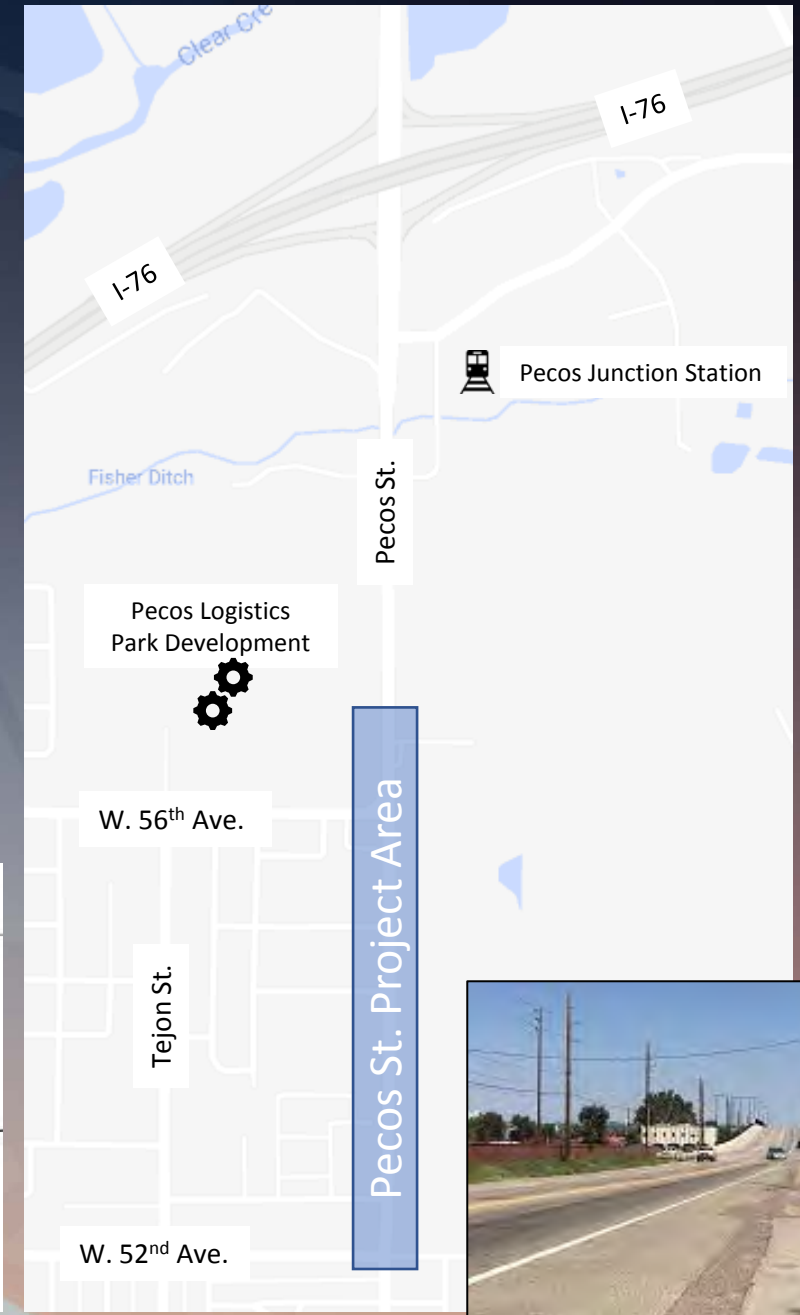 Clear Cre
I-76
I-76
Pecos Junction Station
Pecos St.
Fisher Ditch
Pecos Logistics
Park Development
W. 56th Ave.
Pecos St. Project Area
Tejon St.
W. 52nd Ave.